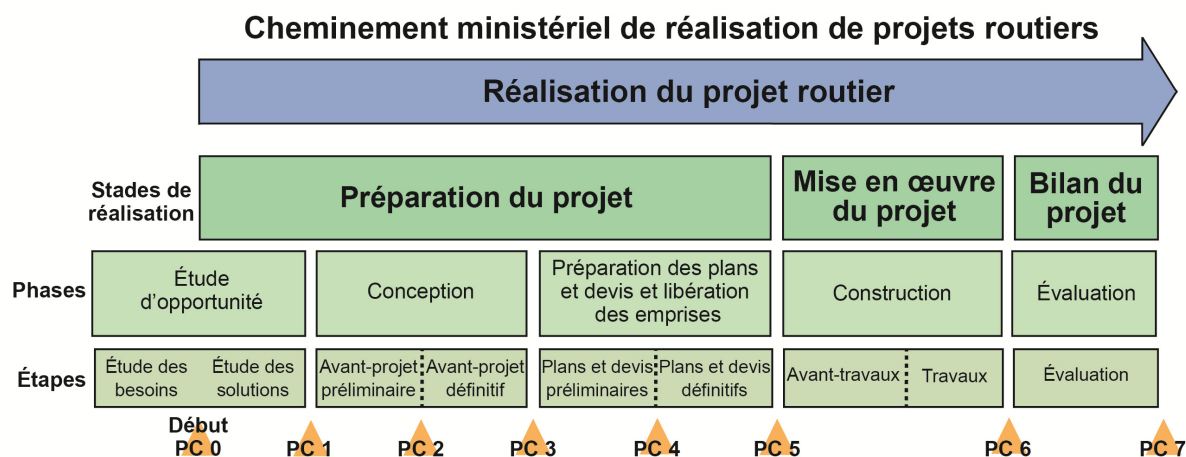 Cheminement ministériel de réalisation de projets routiers
Réalisation du projet routier
Stades de
réalisation
Préparation du projet
Mise en œuvre
du projet
Bilan du
projet
Phases
Étude
d'opportunité
Conception
Préparation des plans
et devis et libération
des emprises
Construction
Évaluation
Étapes
Étude des
besoins
Étude des
solutions
Avant-projet
préliminaire
Avant-projet
définitif
Plans et devis
préliminaires
Plans et devis
définitifs
Avant-travaux
Travaux
Évaluation
Début
PC 0
PC 1
PC 2
PC 3
PC 4
PC 5
PC 6
PC 7